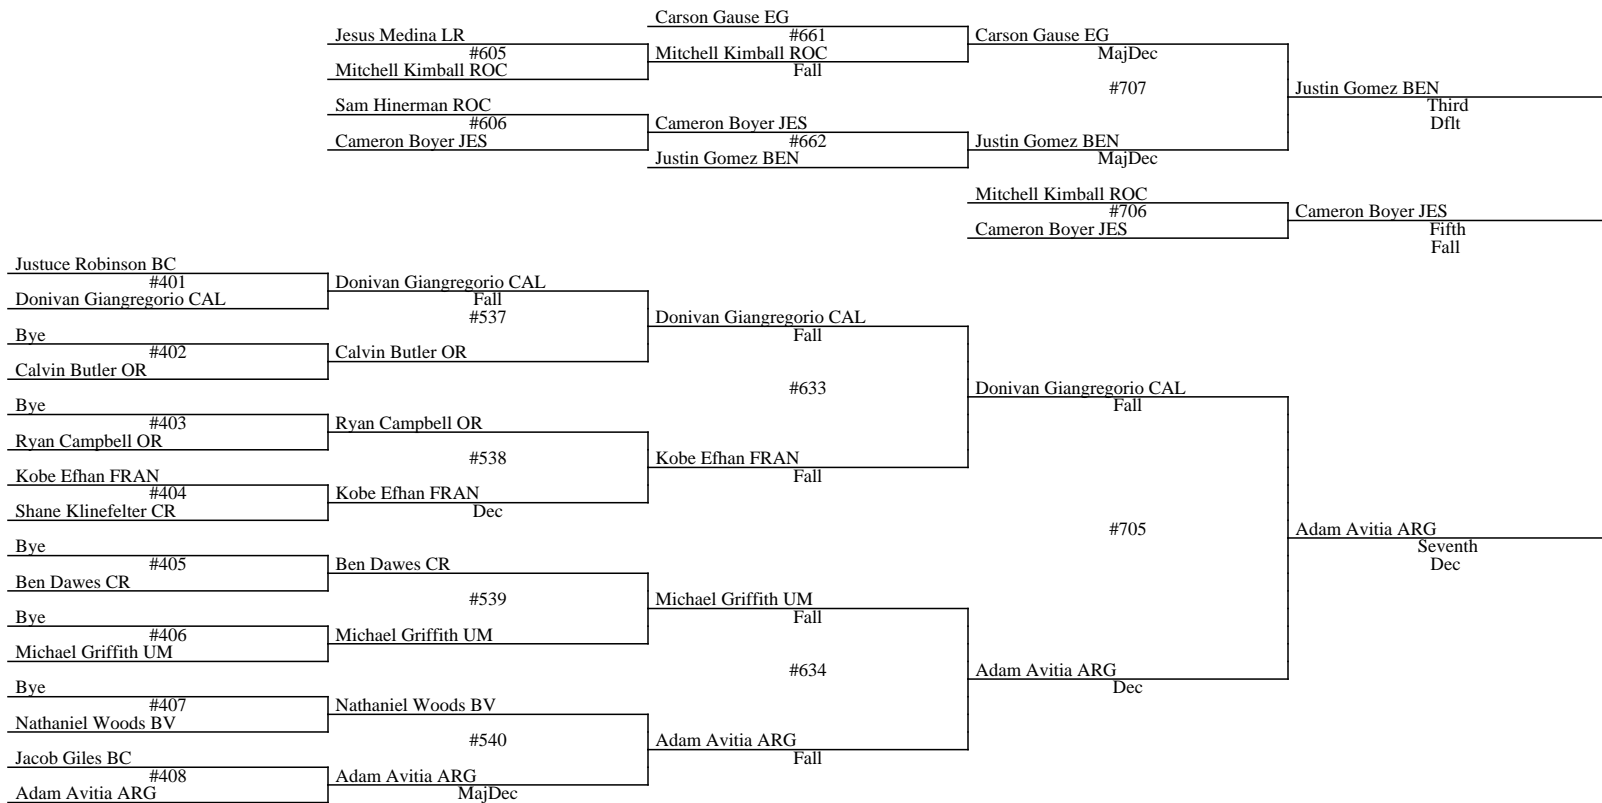 Carson Gause EG
Jesus Medina LR
#661
Carson Gause EG
#605
Mitchell Kimball ROC
MajDec
Mitchell Kimball ROC
Fall
#707
Justin Gomez BEN
Sam Hinerman ROC
Third
#606
Cameron Boyer JES
Dflt
Cameron Boyer JES
#662
Justin Gomez BEN
Justin Gomez BEN
MajDec
Mitchell Kimball ROC
#706
Cameron Boyer JES
Cameron Boyer JES
Fifth
Fall
Justuce Robinson BC
#401
Donivan Giangregorio CAL
Donivan Giangregorio CAL
Fall
#537
Donivan Giangregorio CAL
Bye
Fall
#402
Calvin Butler OR
Calvin Butler OR
#633
Donivan Giangregorio CAL
Bye
Fall
#403
Ryan Campbell OR
Ryan Campbell OR
#538
Kobe Efhan FRAN
Kobe Efhan FRAN
Fall
#404
Kobe Efhan FRAN
Shane Klinefelter CR
Dec
#705
Adam Avitia ARG
Bye
Seventh
#405
Ben Dawes CR
Dec
Ben Dawes CR
#539
Michael Griffith UM
Bye
Fall
#406
Michael Griffith UM
Michael Griffith UM
#634
Adam Avitia ARG
Bye
Dec
#407
Nathaniel Woods BV
Nathaniel Woods BV
#540
Adam Avitia ARG
Jacob Giles BC
Fall
#408
Adam Avitia ARG
Adam Avitia ARG
MajDec